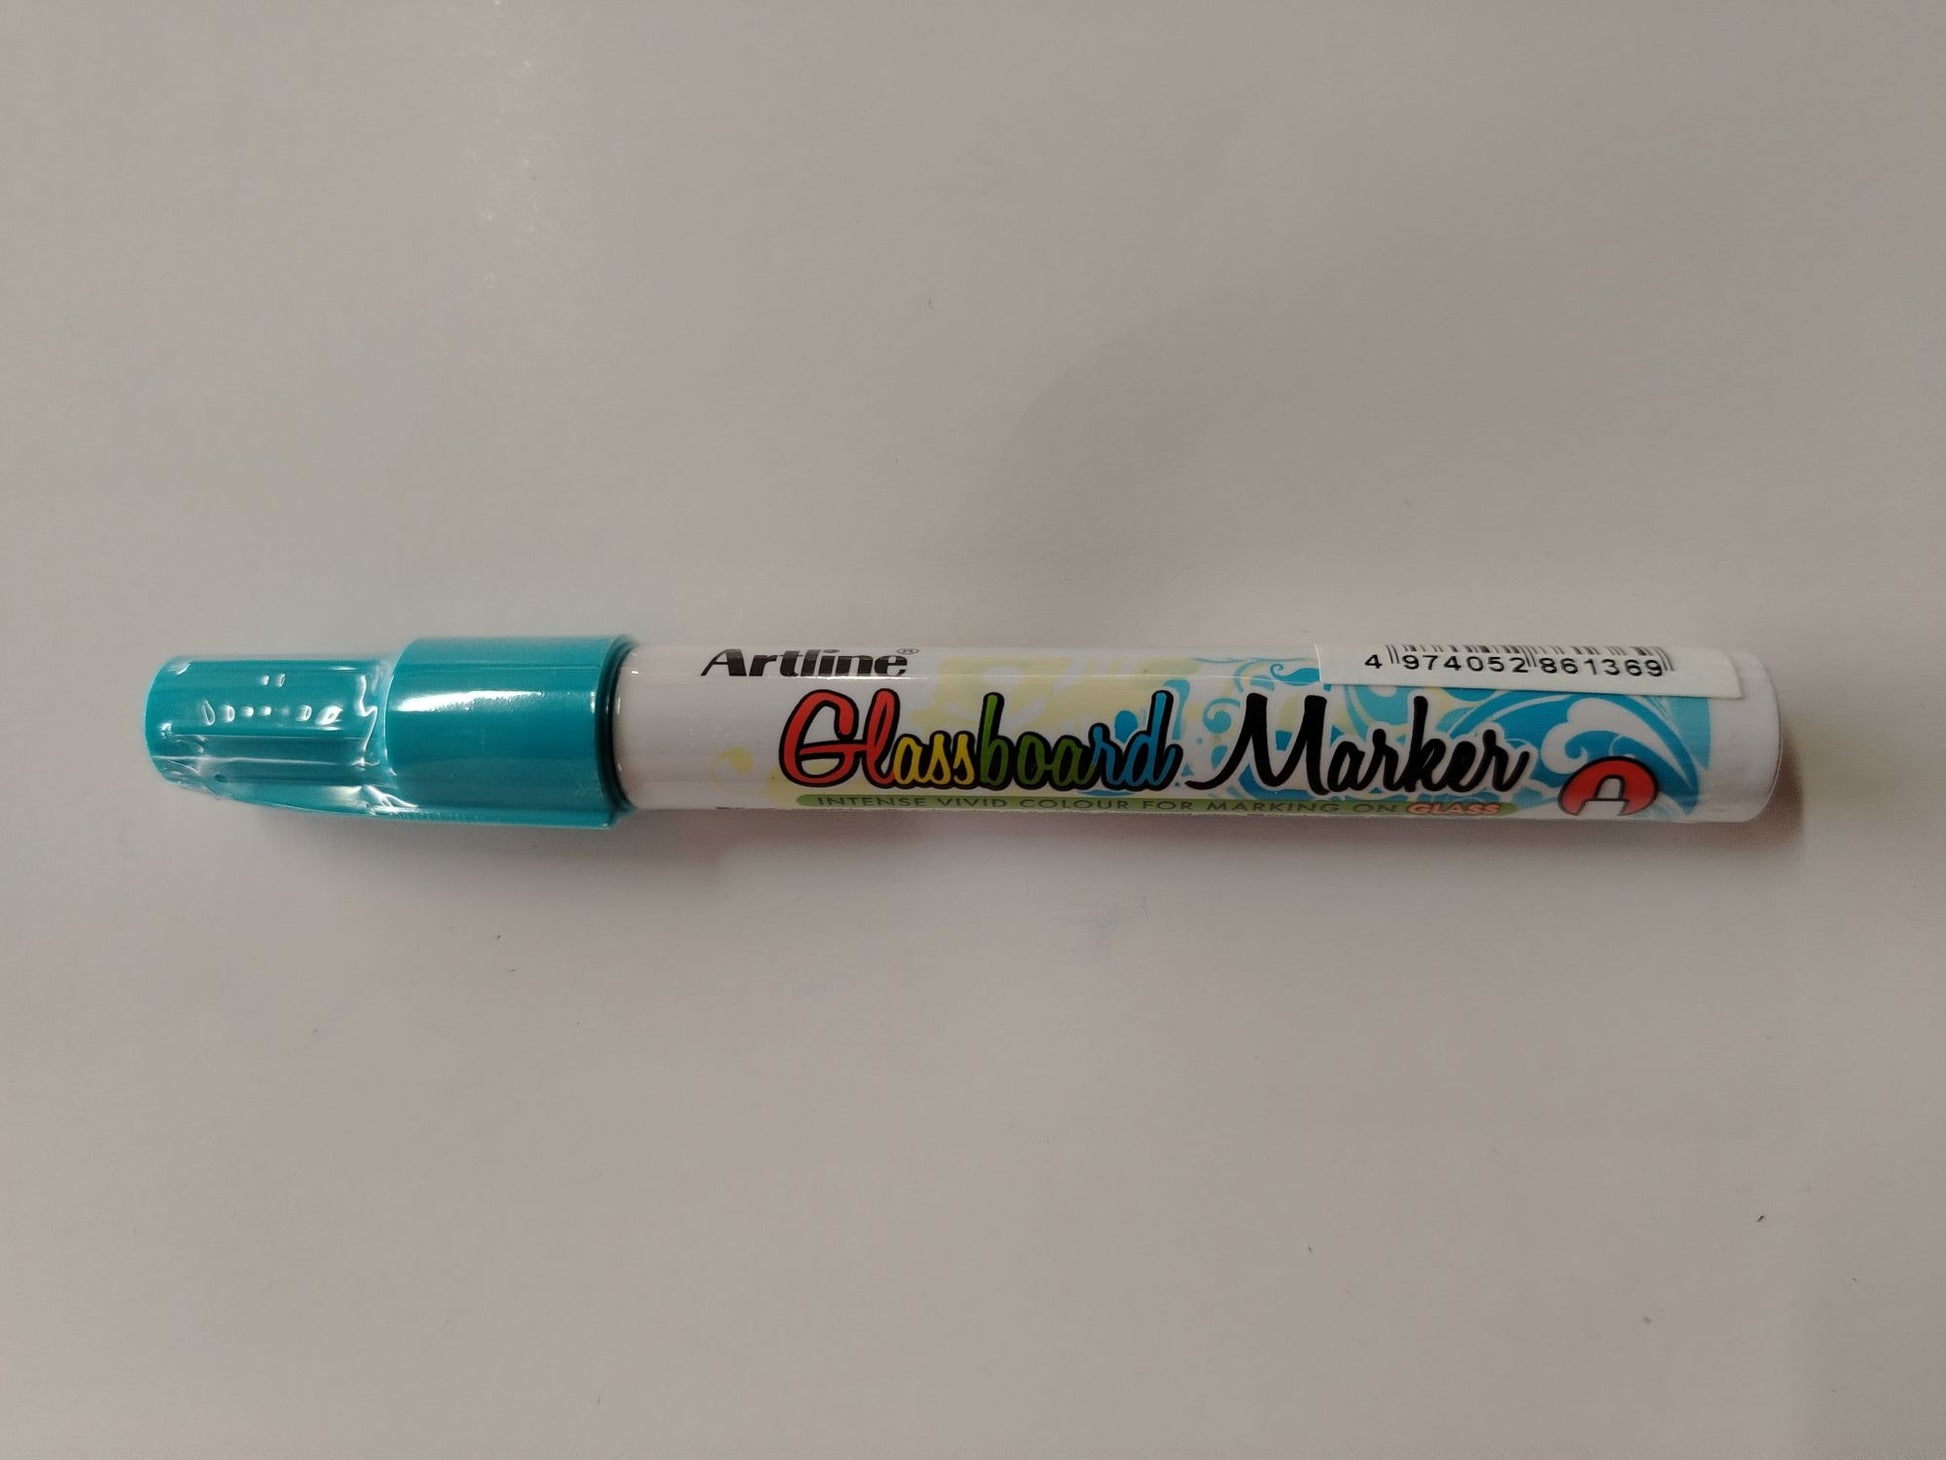 Artline®
4 974052 861369
Glassboard Marker
INTENSE VIVID COLOUR FOR MARKING ON GLASS